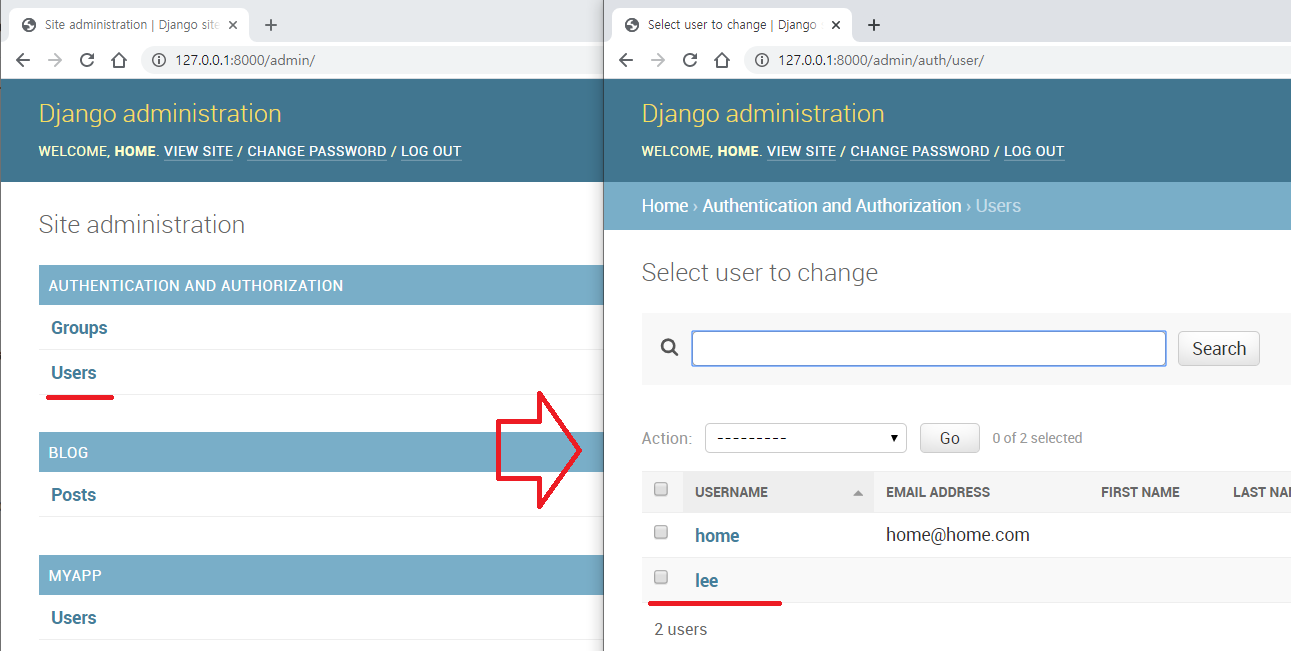 Site administration | Django site
127.0.0.1:8000/admin/
Django administration
WELCOME, HOME. VIEW SITE / CHANGE PASSWORD / LOG OUT
Site administration
AUTHENTICATION AND AUTHORIZATION
Groups
Users
BLOG
Posts
MYAPP
Users
Select user to change | Django
127.0.0.1:8000/admin/auth/user/
Django administration
WELCOME, HOME. VIEW SITE / CHANGE PASSWORD / LOG OUT
Home › Authentication and Authorization › Users
Select user to change
Search
Action: --------- Go 0 of 2 selected
USERNAME EMAIL ADDRESS FIRST NAME LAST NA
home home@home.com
lee
2 users